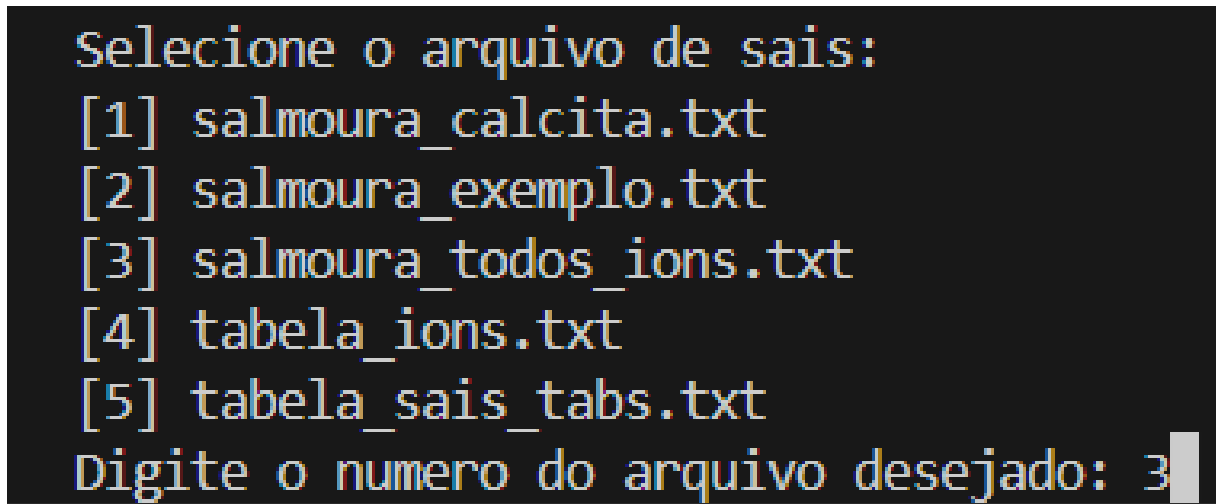 Selecione o arquivo de sais:
[1] salmoura_calcita.txt
[2] salmoura_exemplo.txt
[3] salmoura_todos_ions.txt
[4] tabela_ions.txt
[5] tabela_sais_tabs.txt
Digite o numero do arquivo desejado: 3